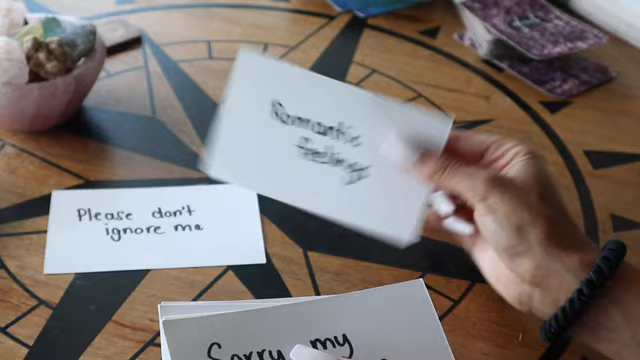 Romantic
Feelings
Please don't
ignore me
Sorry my